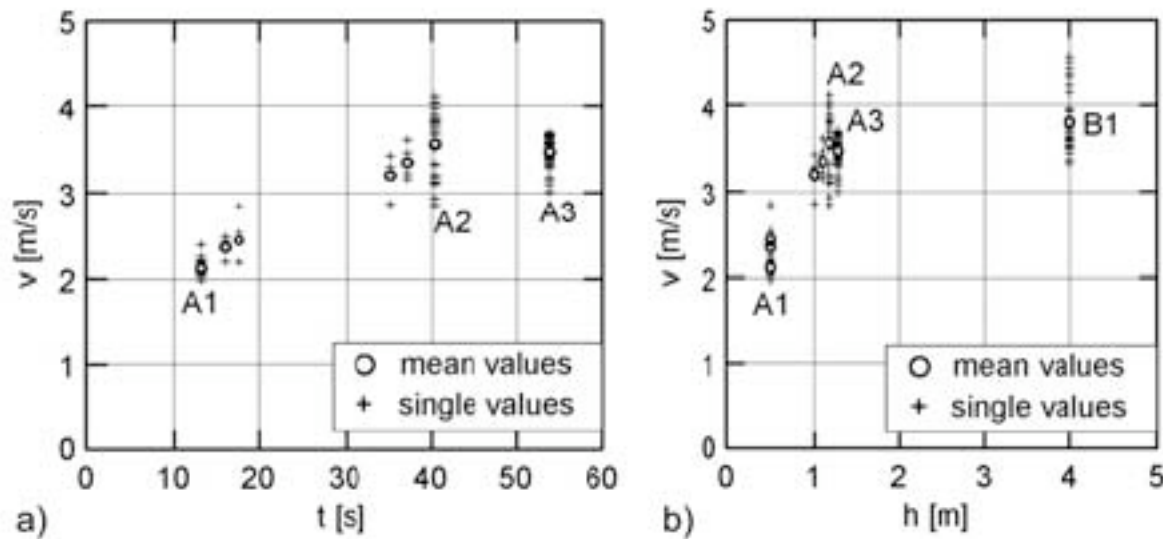 5
4
3
2
1
0
v [m/s]
A1
A2
A3
mean values
single values
0
10
20
30
40
50
60
t [s]
a)
5
4
3
2
1
0
v [m/s]
A2
A3
B1
A1
mean values
single values
0
1
2
3
4
5
h [m]
b)